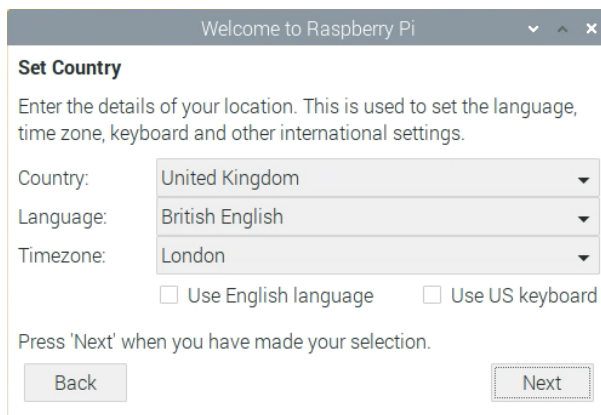 Welcome to Raspberry Pi
Set Country
Enter the details of your location. This is used to set the language,
time zone, keyboard and other international settings.
Country: United Kingdom
Language: British English
Timezone: London
Use English language Use US keyboard
Press 'Next' when you have made your selection.
Back Next